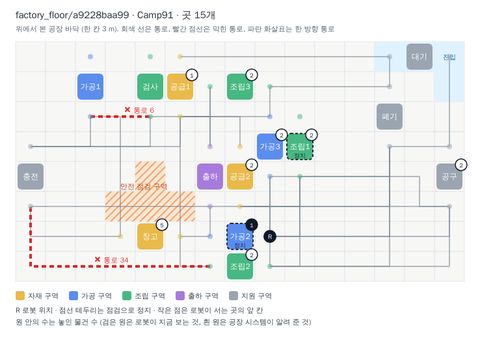 factory_floor/a9228baa99 · Camp91 · 곳 15개
위에서 본 공장 바닥 (한 칸 3 m). 회색 선은 통로, 빨간 점선은 막힌 통로, 파란 화살표는 한 방향 통로
대기
진입
가공1
검사
공급1
1
조립3
2
폐기
✖ 통로 6
가공3
2
조립1
2
충전
안전 점검 구역
출하
공급2
2
공구
2
창고
5
가공2
1
R
✖ 통로 34
조립2
2
자재 구역
가공 구역
조립 구역
출하 구역
지원 구역
R 로봇 위치 · 점선 테두리는 점검으로 정지 · 작은 점은 로봇이 서는 곳의 앞 칸
원 안의 수는 놓인 물건 수 (검은 원은 로봇이 지금 보는 것, 흰 원은 공장 시스템이 알려 준 것)